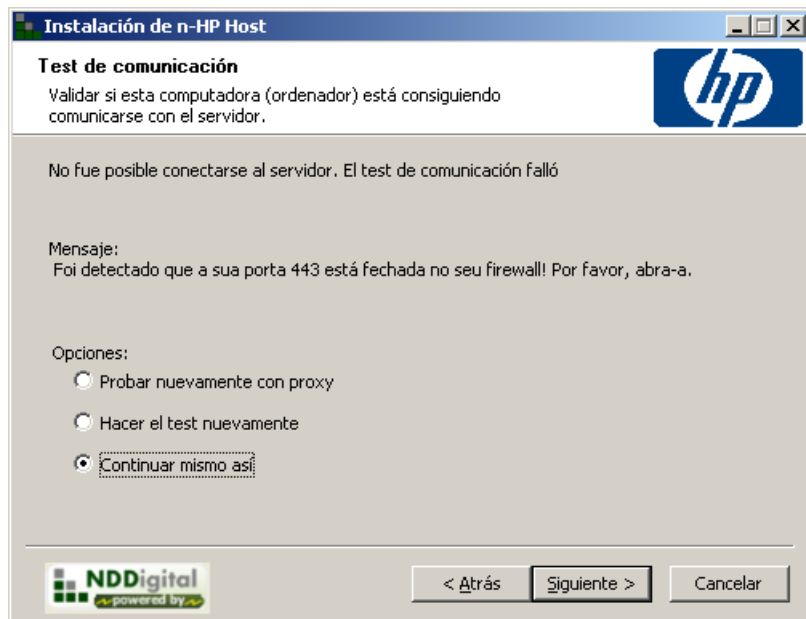 Instalación de n-HP Host
Test de comunicación
Validar si esta computadora (ordenador) está consiguiendo
comunicarse con el servidor.
hp
No fue posible conectarse al servidor. El test de comunicación falló
Mensaje:
Foi detectado que a sua porta 443 está fechada no seu firewall! Por favor, abra-a.
Opciones:
Probar nuevamente con proxy
Hacer el test nuevamente
Continuar mismo así
NDDigital
powered by
< Atrás
Siguiente >
Cancelar